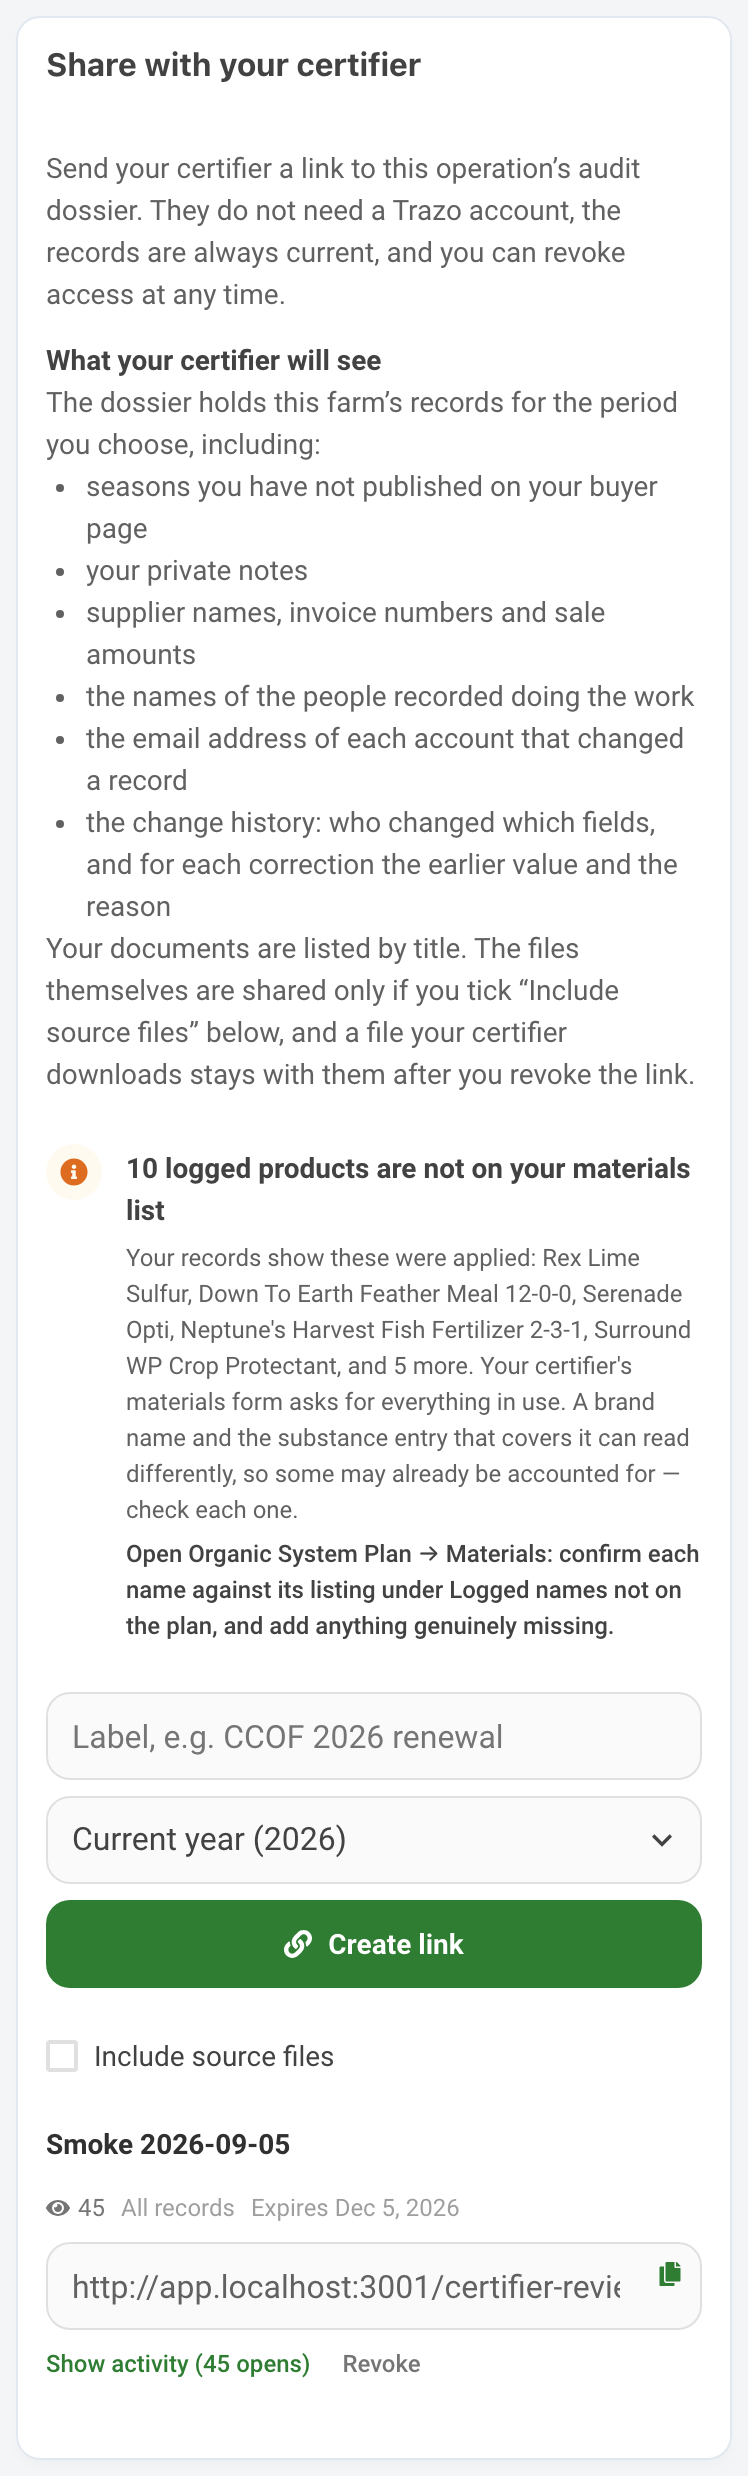 Share with your certifier
Send your certifier a link to this operation’s audit
dossier. They do not need a Trazo account, the
records are always current, and you can revoke
access at any time.
What your certifier will see
The dossier holds this farm’s records for the period
you choose, including:
• seasons you have not published on your buyer
page
• your private notes
• supplier names, invoice numbers and sale
amounts
• the names of the people recorded doing the work
• the email address of each account that changed
a record
• the change history: who changed which fields,
and for each correction the earlier value and the
reason
Your documents are listed by title. The files
themselves are shared only if you tick “Include
source files” below, and a file your certifier
downloads stays with them after you revoke the link.
10 logged products are not on your materials
list
Your records show these were applied: Rex Lime
Sulfur, Down To Earth Feather Meal 12-0-0, Serenade
Opti, Neptune's Harvest Fish Fertilizer 2-3-1, Surround
WP Crop Protectant, and 5 more. Your certifier's
materials form asks for everything in use. A brand
name and the substance entry that covers it can read
differently, so some may already be accounted for —
check each one.
Open Organic System Plan → Materials: confirm each
name against its listing under Logged names not on
the plan, and add anything genuinely missing.
Label, e.g. CCOF 2026 renewal
Current year (2026)
Create link
Include source files
Smoke 2026-09-05
45 All records Expires Dec 5, 2026
http://app.localhost:3001/certifier-revie
Show activity (45 opens) Revoke